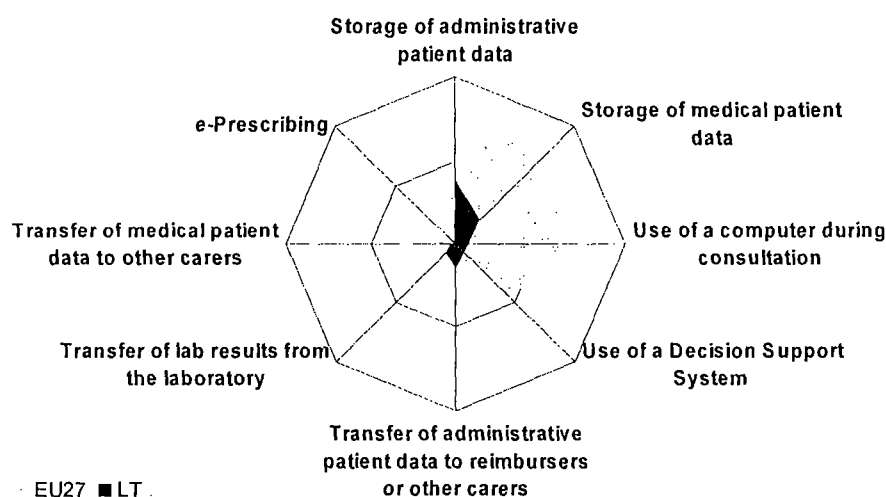 Storage of administrative
patient data
Storage of medical patient
data
e-Prescribing
Transfer of medical patient
data to other carers
Use of a computer during
consultation
Transfer of lab results from
the laboratory
Use of a Decision Support
System
Transfer of administrative
patient data to reimbursers
or other carers
EU27 ■ LT